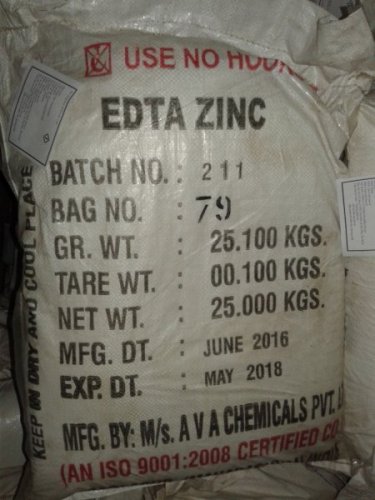 USE NO
EDTA ZINC
BATCH NO. : 211
BAG NO. : 79
GR. WT. : 25.100 KGS.
TARE WT. : 00.100 KGS.
NET WT. : 25.000 KGS.
MFG. DT. : JUNE 2016
EXP. DT. : MAY 2018
MFG. BY: M/s. A V A CHEMICALS PVT.
(AN ISO 9001:2008 CERTIFIED
KEEP IN DRY AND COOL PLACE